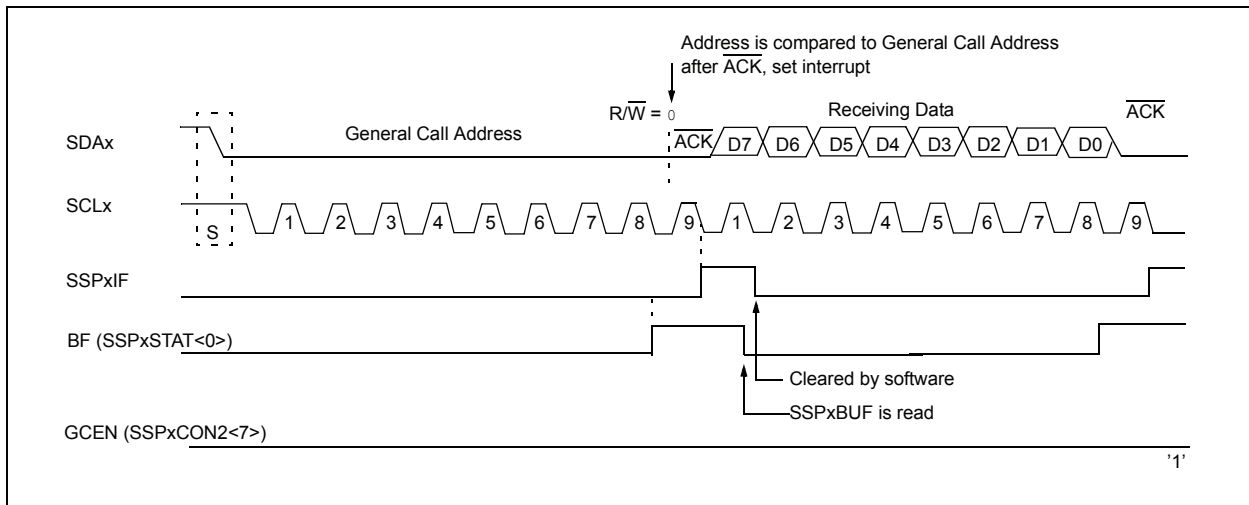 Address is compared to General Call Address
after ACK, set interrupt
R/W = 0
General Call Address
Receiving Data
ACK
SDAx
ACK D7 D6 D5 D4 D3 D2 D1 D0
SCLx
S
1 2 3 4 5 6 7 8 9 1 2 3 4 5 6 7 8 9
SSPxIF
BF (SSPxSTAT<0>)
Cleared by software
SSPxBUF is read
GCEN (SSPxCON2<7>)
'1'